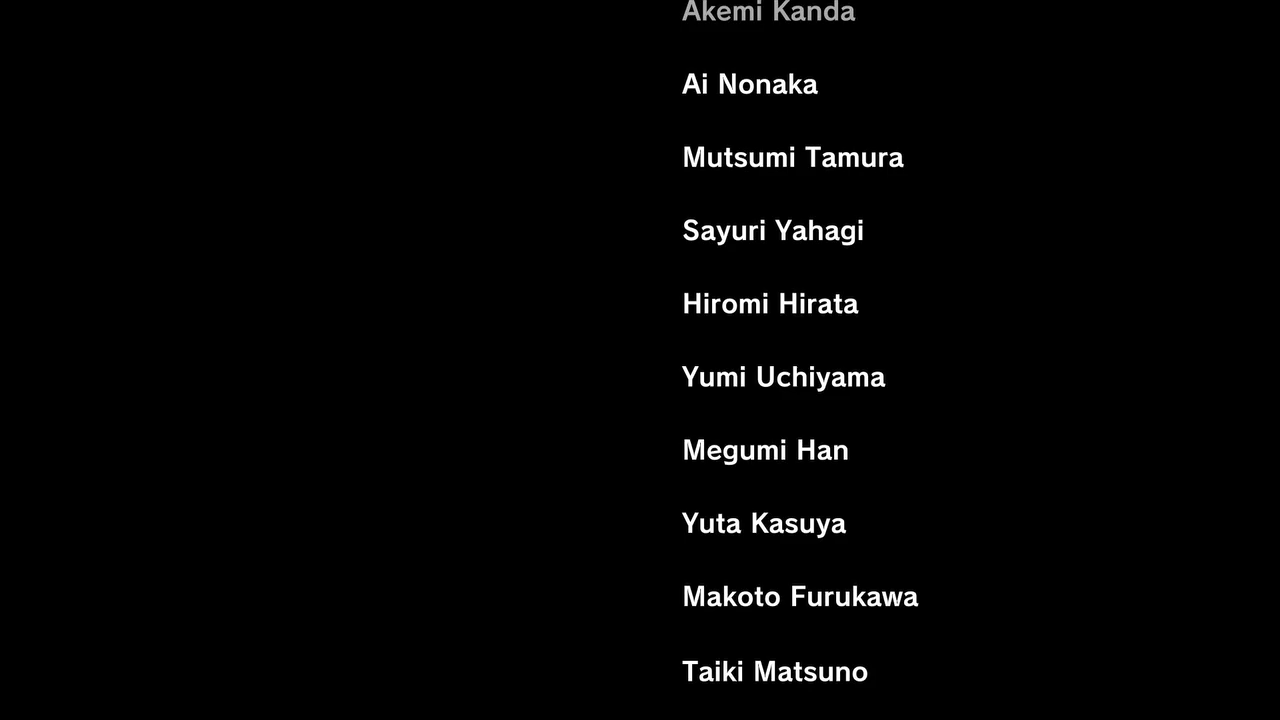 Akemi Kanda
Ai Nonaka
Mutsumi Tamura
Sayuri Yahagi
Hiromi Hirata
Yumi Uchiyama
Megumi Han
Yuta Kasuya
Makoto Furukawa
Taiki Matsuno